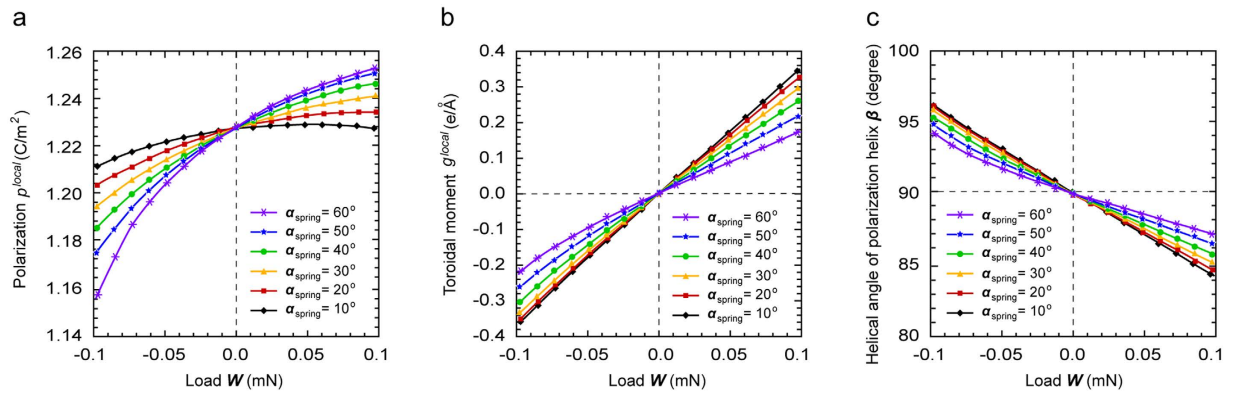 a
Polarization p^local (C/m²)
1.26
1.24
1.22
1.20
1.18
1.16
1.14
-0.1
-0.05
0.0
0.05
0.1
Load W (mN)
α_spring = 60°
α_spring = 50°
α_spring = 40°
α_spring = 30°
α_spring = 20°
α_spring = 10°
b
Toroidal moment g^local (e/Å)
0.4
0.3
0.2
0.1
0.0
-0.1
-0.2
-0.3
-0.4
-0.1
-0.05
0.0
0.05
0.1
Load W (mN)
α_spring = 60°
α_spring = 50°
α_spring = 40°
α_spring = 30°
α_spring = 20°
α_spring = 10°
c
Helical angle of polarization helix β (degree)
100
95
90
85
80
-0.1
-0.05
0.0
0.05
0.1
Load W (mN)
α_spring = 60°
α_spring = 50°
α_spring = 40°
α_spring = 30°
α_spring = 20°
α_spring = 10°